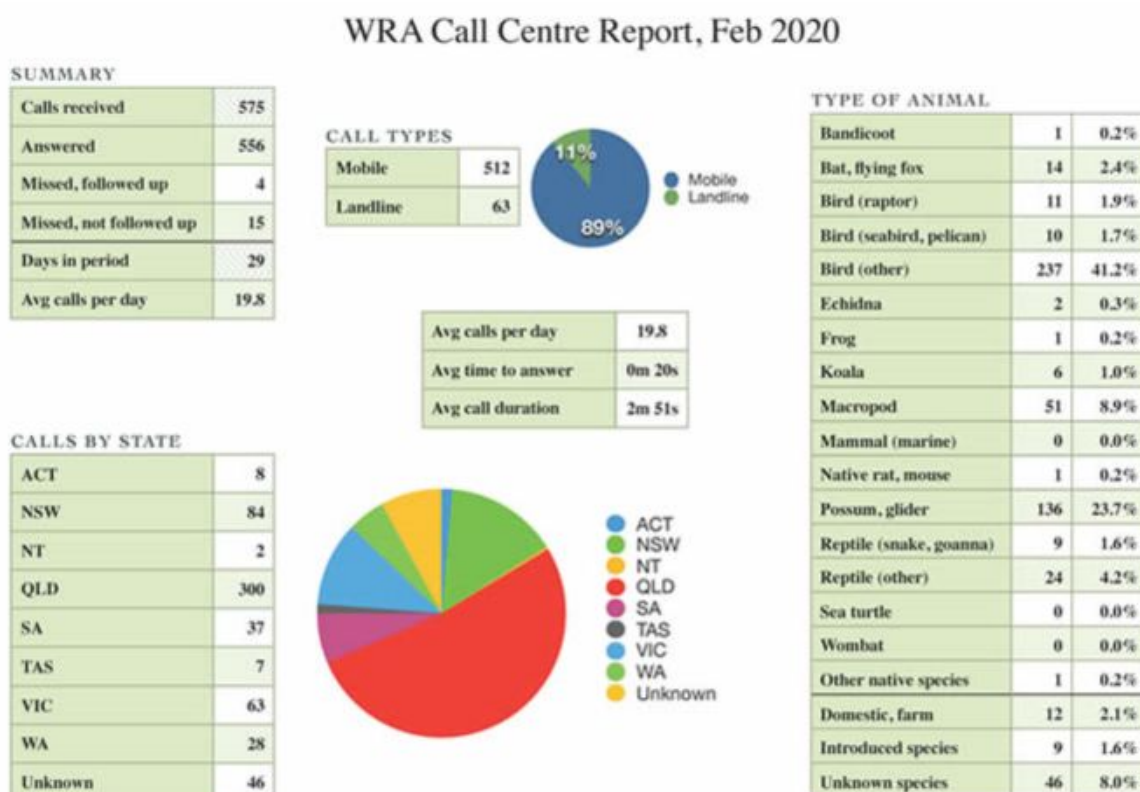 WRA Call Centre Report, Feb 2020
SUMMARY
Calls received 575
Answered 556
Missed, followed up 4
Missed, not followed up 15
Days in period 29
Avg calls per day 19.8
CALL TYPES
Mobile 512
Landline 63
11%
89%
Mobile
Landline
Avg calls per day 19.8
Avg time to answer 0m 20s
Avg call duration 2m 51s
CALLS BY STATE
ACT 8
NSW 84
NT 2
QLD 300
SA 37
TAS 7
VIC 63
WA 28
Unknown 46
ACT
NSW
NT
QLD
SA
TAS
VIC
WA
Unknown
TYPE OF ANIMAL
Bandicoot 1 0.2%
Bat, flying fox 14 2.4%
Bird (raptor) 11 1.9%
Bird (seabird, pelican) 10 1.7%
Bird (other) 237 41.2%
Echidna 2 0.3%
Frog 1 0.2%
Koala 6 1.0%
Macropod 51 8.9%
Mammal (marine) 0 0.0%
Native rat, mouse 1 0.2%
Possum, glider 136 23.7%
Reptile (snake, goanna) 9 1.6%
Reptile (other) 24 4.2%
Sea turtle 0 0.0%
Wombat 0 0.0%
Other native species 1 0.2%
Domestic, farm 12 2.1%
Introduced species 9 1.6%
Unknown species 46 8.0%